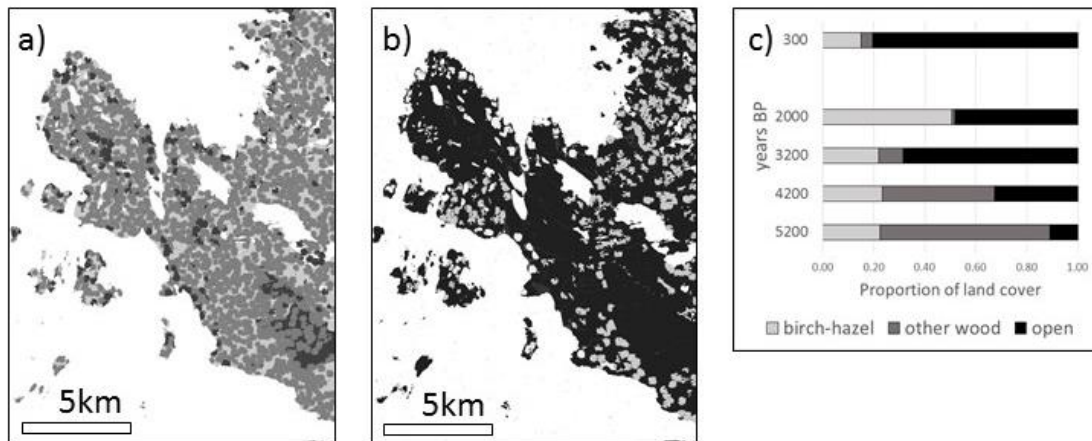 a)
5km
b)
5km
c)
years BP
300
2000
3200
4200
5200
0.00 0.20 0.40 0.60 0.80 1.00
Proportion of land cover
birch-hazel other wood open